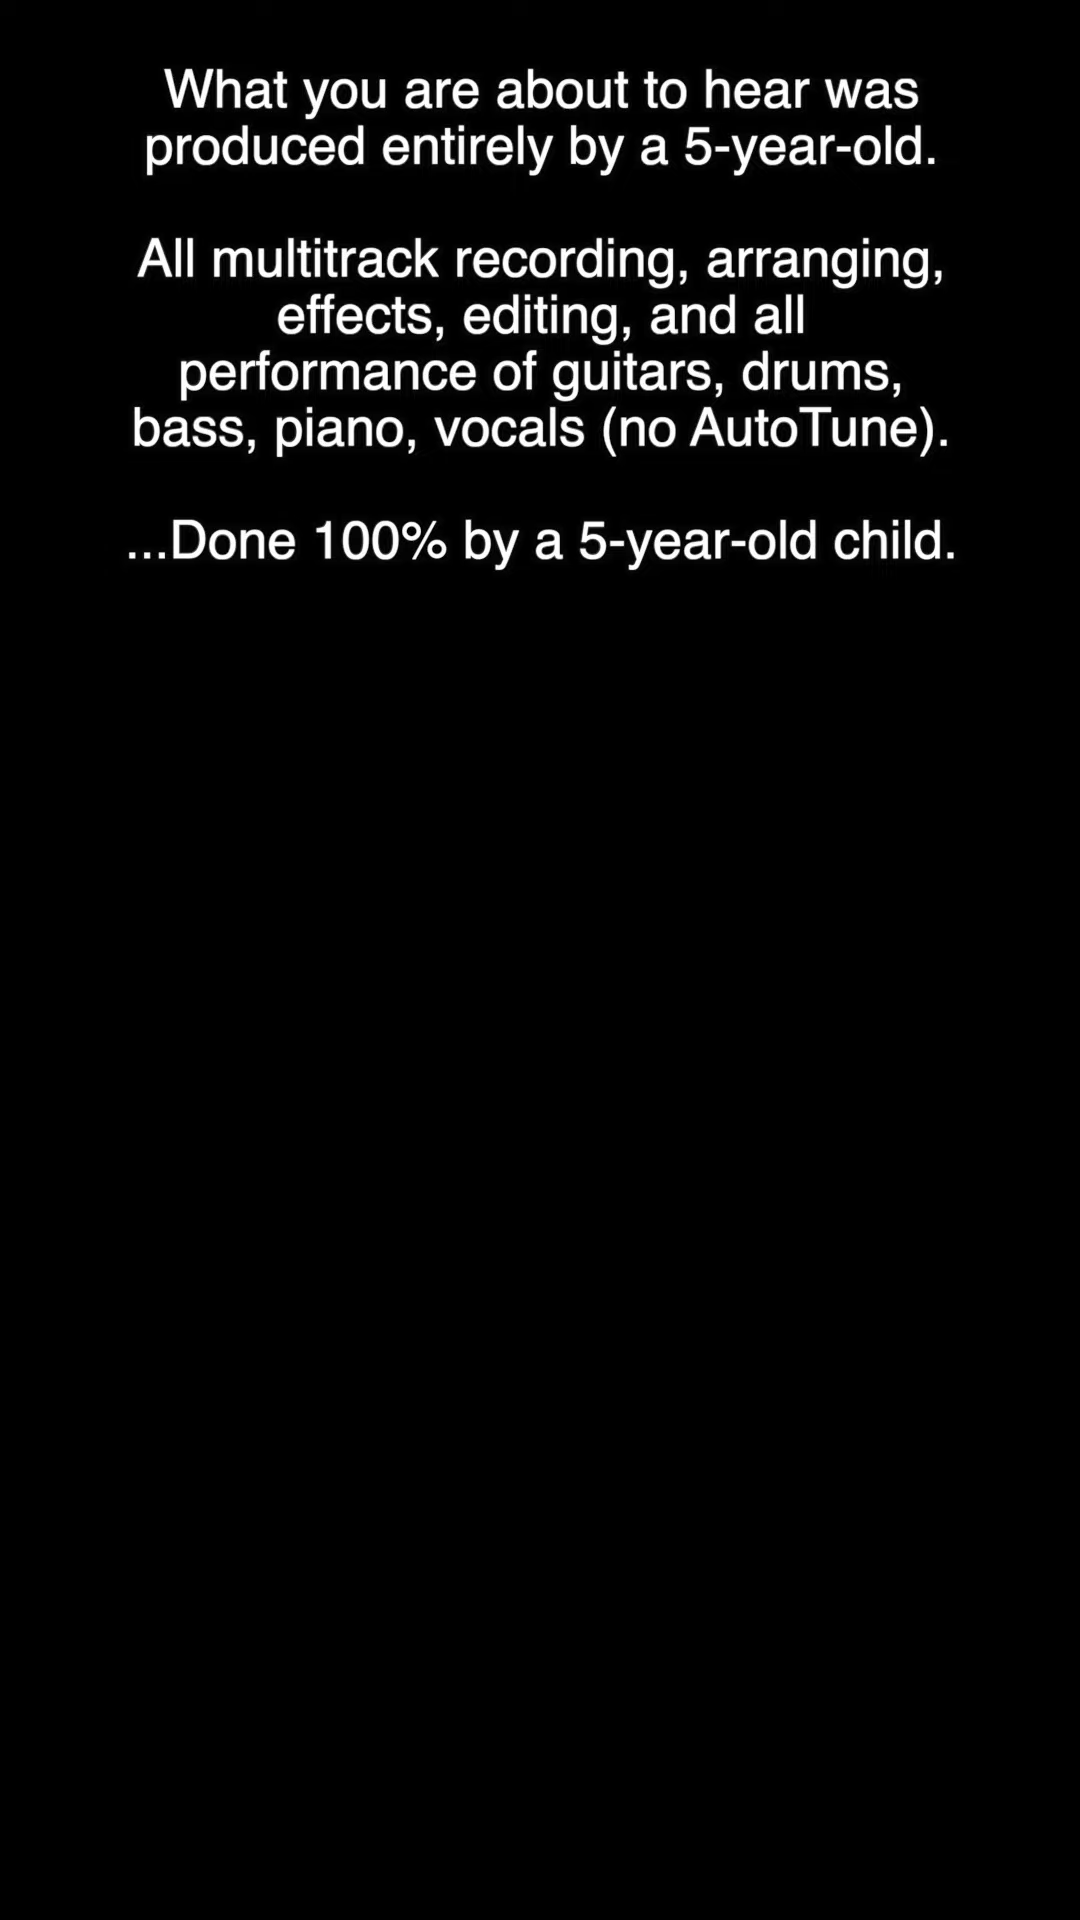 What you are about to hear was
produced entirely by a 5-year-old.
All multitrack recording, arranging,
effects, editing, and all
performance of guitars, drums,
bass, piano, vocals (no AutoTune).
...Done 100% by a 5-year-old child.